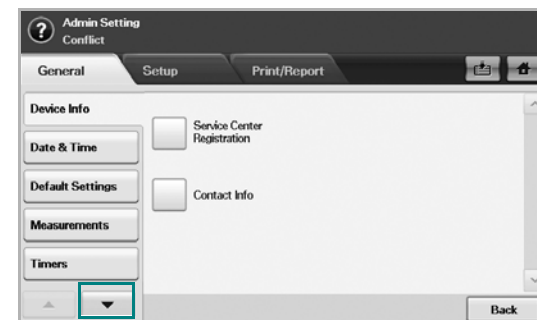 Admin Setting
Conflict
General
Setup
Print/Report
Device Info
Date & Time
Default Settings
Measurements
Timers
Service Center
Registration
Contact Info
Back